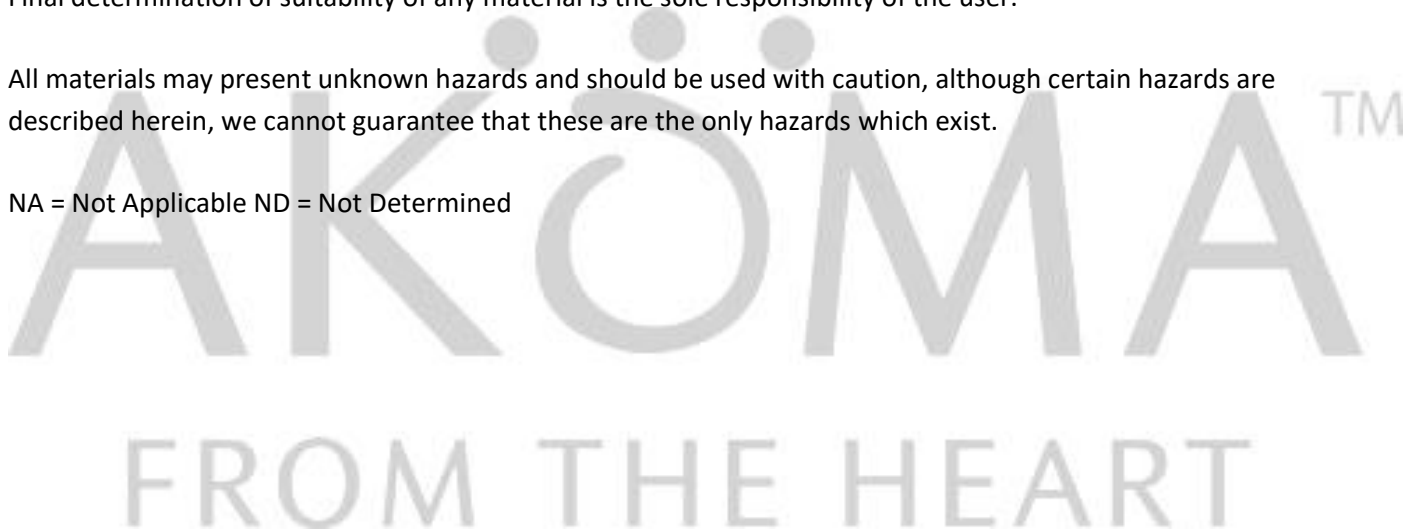 Final determination of suitability of any material is the sole responsibility of the user.
All materials may present unknown hazards and should be used with caution, although certain hazards are
described herein, we cannot guarantee that these are the only hazards which exist.
NA = Not Applicable ND = Not Determined
AKOMA TM
FROM THE HEART